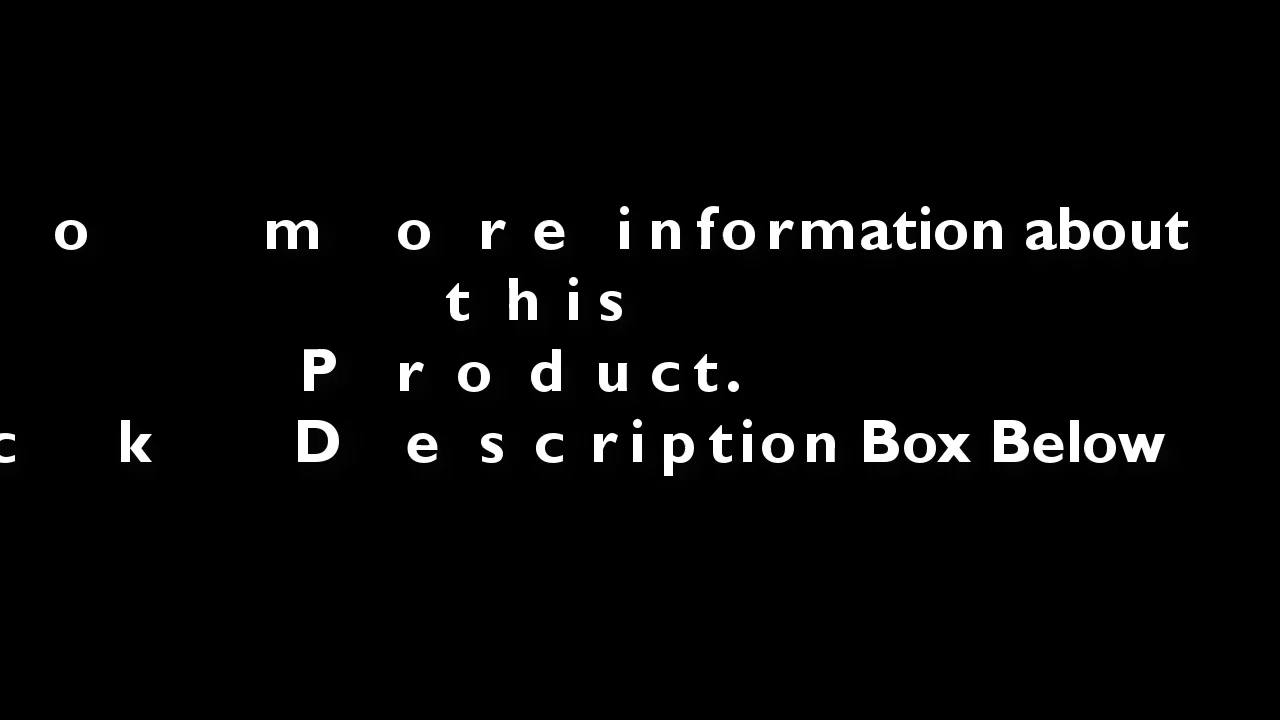 o more information about
this
Product.
c k Description Box Below